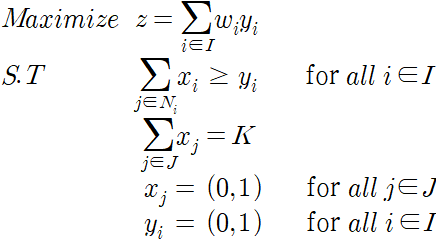 Maximize z = ∑_{i∈I} w_i y_i
S.T ∑_{j∈N_i} x_i ≥ y_i for all i∈I
∑_{j∈J} x_j = K
x_j = (0,1) for all j∈J
y_i = (0,1) for all i∈I